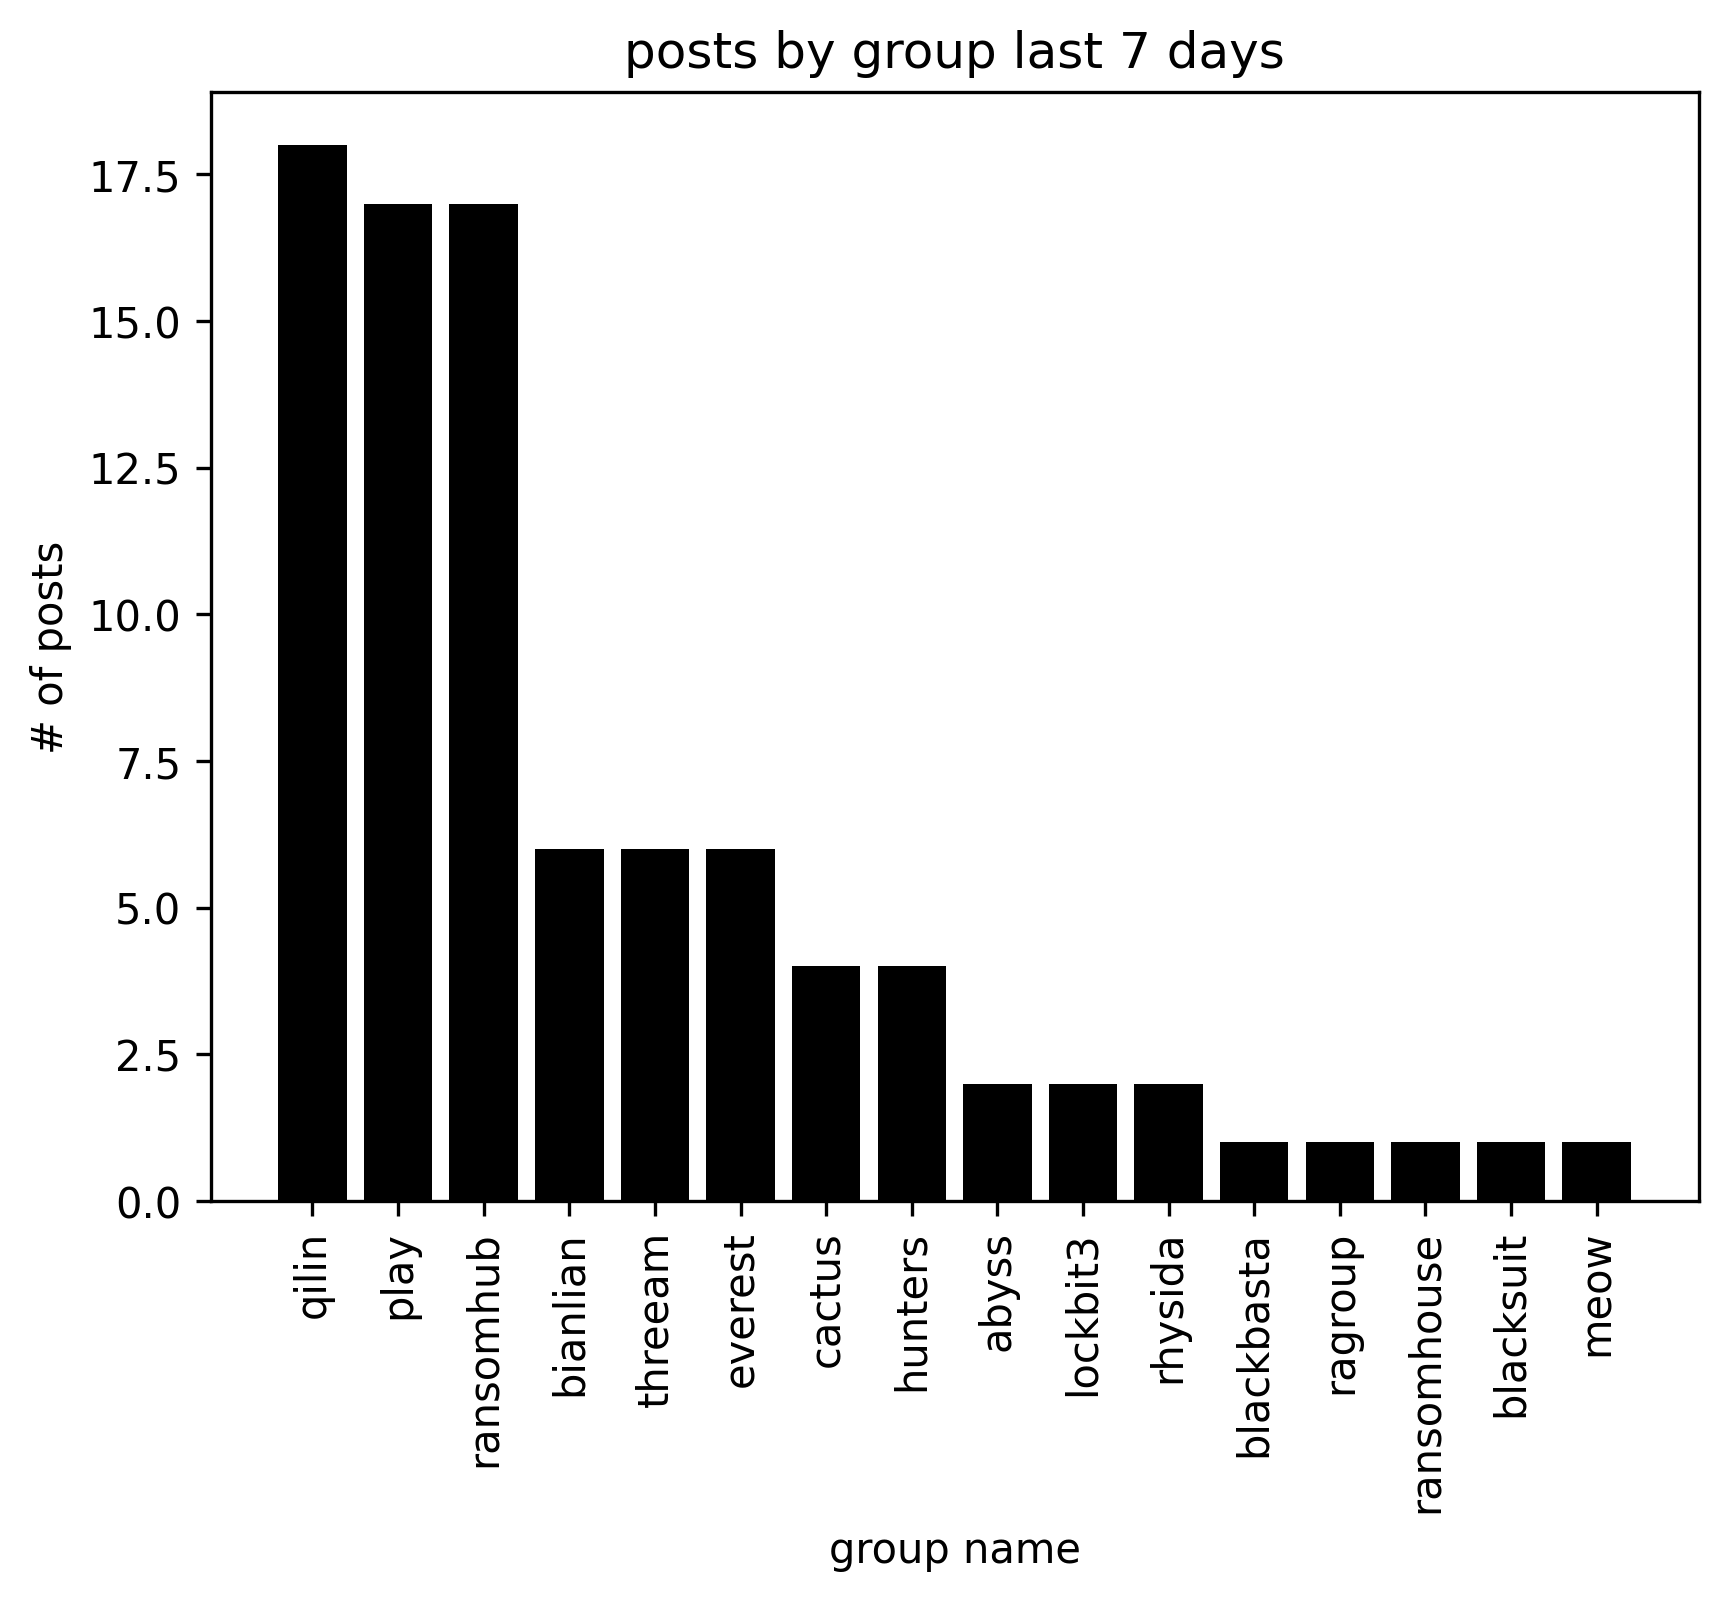 posts by group last 7 days
# of posts
17.5
15.0
12.5
10.0
7.5
5.0
2.5
0.0
qilin
play
ransomhub
bianlian
threeam
everest
cactus
hunters
abyss
lockbit3
rhysida
blackbasta
ragroup
ransomhouse
blacksuit
meow
group name